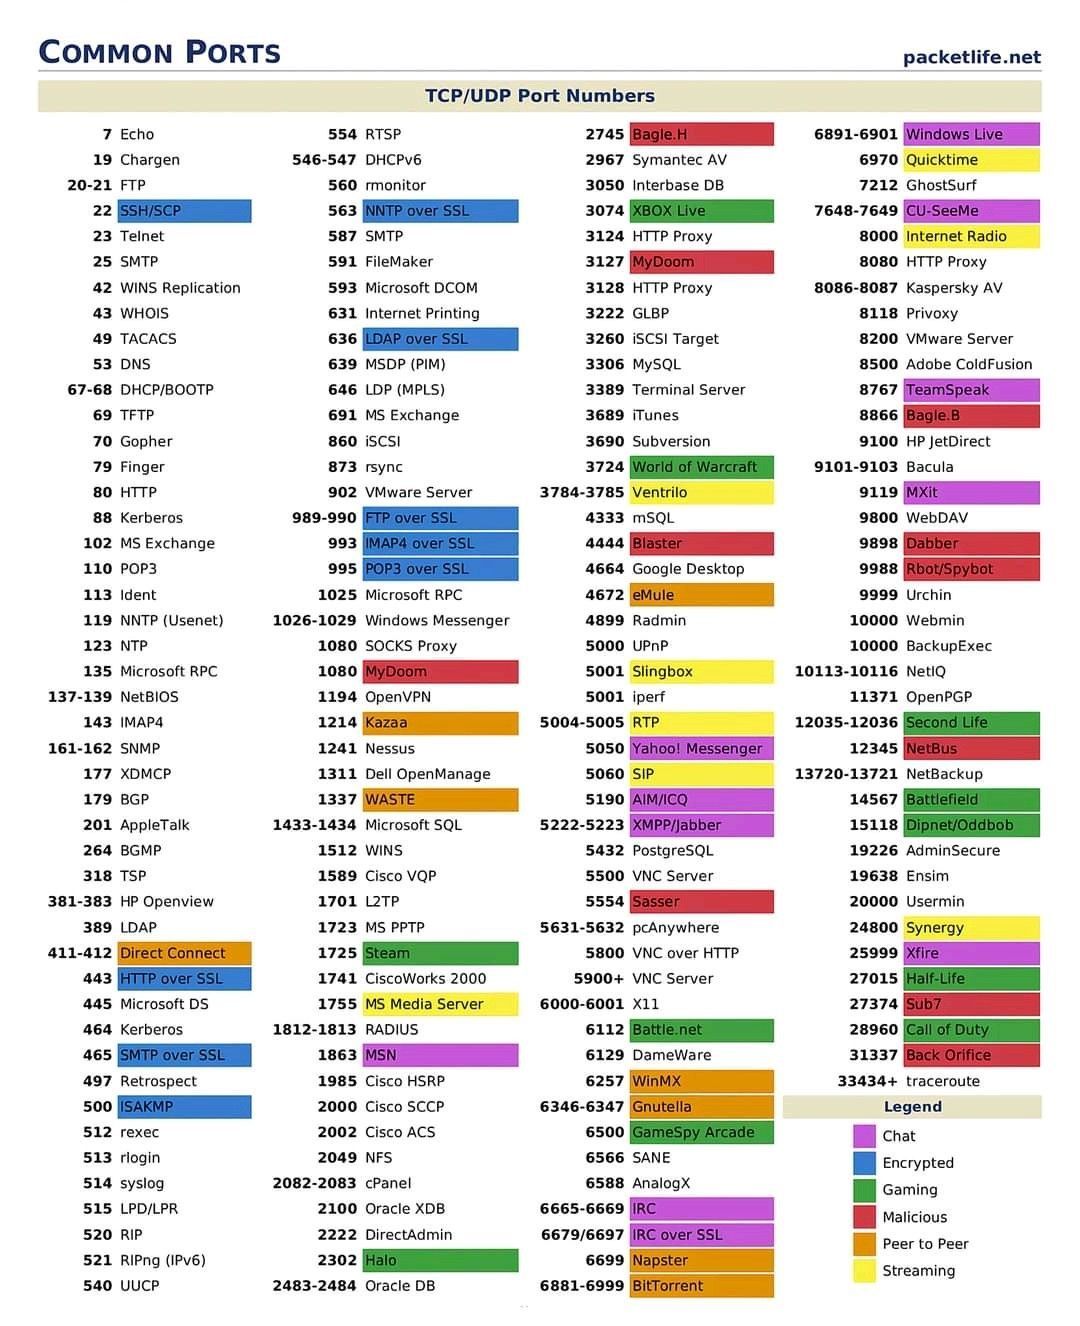 COMMON PORTS
packetlife.net
TCP/UDP Port Numbers
7 Echo
19 Chargen
20-21 FTP
22 SSH/SCP
23 Telnet
25 SMTP
42 WINS Replication
43 WHOIS
49 TACACS
53 DNS
67-68 DHCP/BOOTP
69 TFTP
70 Gopher
79 Finger
80 HTTP
88 Kerberos
102 MS Exchange
110 POP3
113 Ident
119 NNTP (Usenet)
123 NTP
135 Microsoft RPC
137-139 NetBIOS
143 IMAP4
161-162 SNMP
177 XDMCP
179 BGP
201 AppleTalk
264 BGMP
318 TSP
381-383 HP Openview
389 LDAP
411-412 Direct Connect
443 HTTP over SSL
445 Microsoft DS
464 Kerberos
465 SMTP over SSL
497 Retrospect
500 ISAKMP
512 rexec
513 rlogin
514 syslog
515 LPD/LPR
520 RIP
521 RIPng (IPv6)
540 UUCP
554 RTSP
546-547 DHCPv6
560 rmonitor
563 NNTP over SSL
587 SMTP
591 FileMaker
593 Microsoft DCOM
631 Internet Printing
636 LDAP over SSL
639 MSDP (PIM)
646 LDP (MPLS)
691 MS Exchange
860 iSCSI
873 rsync
902 VMware Server
989-990 FTP over SSL
993 IMAP4 over SSL
995 POP3 over SSL
1025 Microsoft RPC
1026-1029 Windows Messenger
1080 SOCKS Proxy
1080 MyDoom
1194 OpenVPN
1214 Kazaa
1241 Nessus
1311 Dell OpenManage
1337 WASTE
1433-1434 Microsoft SQL
1512 WINS
1589 Cisco VQP
1701 L2TP
1723 MS PPTP
1725 Steam
1741 CiscoWorks 2000
1755 MS Media Server
1812-1813 RADIUS
1863 MSN
1985 Cisco HSRP
2000 Cisco SCCP
2002 Cisco ACS
2049 NFS
2082-2083 cPanel
2100 Oracle XDB
2222 DirectAdmin
2302 Halo
2483-2484 Oracle DB
2745 Bagle.H
2967 Symantec AV
3050 Interbase DB
3074 XBOX Live
3124 HTTP Proxy
3127 MyDoom
3128 HTTP Proxy
3222 GLBP
3260 iSCSI Target
3306 MySQL
3389 Terminal Server
3689 iTunes
3690 Subversion
3724 World of Warcraft
3784-3785 Ventrilo
4333 mSQL
4444 Blaster
4664 Google Desktop
4672 eMule
4899 Radmin
5000 UPnP
5001 Slingbox
5001 iperf
5004-5005 RTP
5050 Yahoo! Messenger
5060 SIP
5190 AIM/ICQ
5222-5223 XMPP/Jabber
5432 PostgreSQL
5500 VNC Server
5554 Sasser
5631-5632 pcAnywhere
5800 VNC over HTTP
5900+ VNC Server
6000-6001 X11
6112 Battle.net
6129 DameWare
6257 WinMX
6346-6347 Gnutella
6500 GameSpy Arcade
6566 SANE
6588 AnalogX
6665-6669 IRC
6679/6697 IRC over SSL
6699 Napster
6881-6999 BitTorrent
6891-6901 Windows Live
6970 Quicktime
7212 GhostSurf
7648-7649 CU-SeeMe
8000 Internet Radio
8080 HTTP Proxy
8086-8087 Kaspersky AV
8118 Privoxy
8200 VMware Server
8500 Adobe ColdFusion
8767 TeamSpeak
8866 Bagle.B
9100 HP JetDirect
9101-9103 Bacula
9119 MXit
9800 WebDAV
9898 Dabber
9988 Rbot/Spybot
9999 Urchin
10000 Webmin
10000 BackupExec
10113-10116 NetIQ
11371 OpenPGP
12035-12036 Second Life
12345 NetBus
13720-13721 NetBackup
14567 Battlefield
15118 Dipnet/Oddbob
19226 AdminSecure
19638 Ensim
20000 Usermin
24800 Synergy
25999 Xfire
27015 Half-Life
27374 Sub7
28960 Call of Duty
31337 Back Orifice
33434+ traceroute
Legend
Chat
Encrypted
Gaming
Malicious
Peer to Peer
Streaming